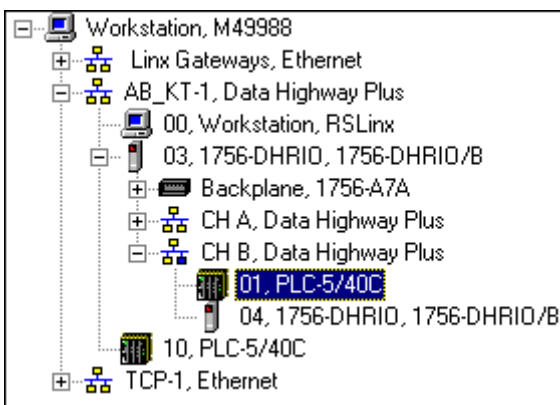 Workstation, M49988
Linx Gateways, Ethernet
AB_KT-1, Data Highway Plus
00, Workstation, RSLinx
03, 1756-DHRIO, 1756-DHRIO/B
Backplane, 1756-A7A
CH A, Data Highway Plus
CH B, Data Highway Plus
01, PLC-5/40C
04, 1756-DHRIO, 1756-DHRIO/B
10, PLC-5/40C
TCP-1, Ethernet